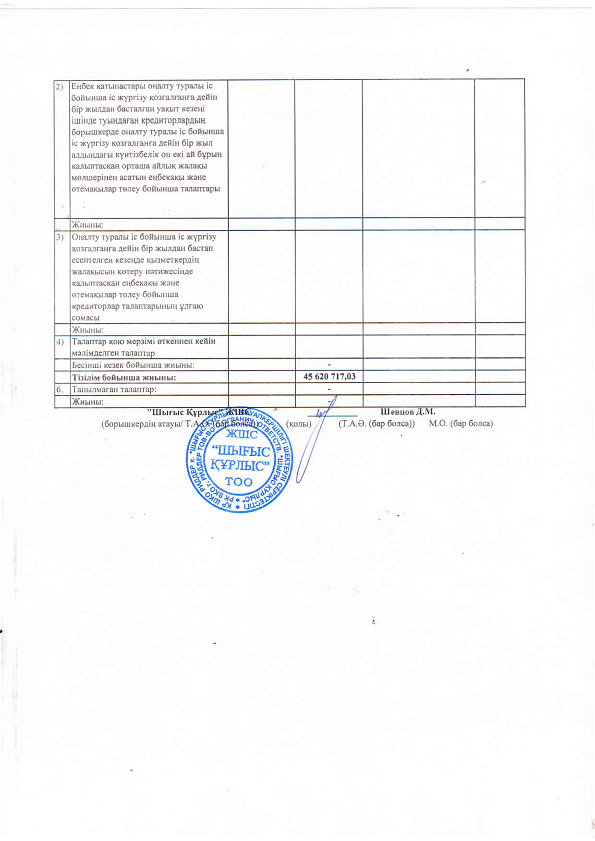 2) Еңбек қатынастары оңалту туралы іс
бойынша іс жүргізу қозғалғанға дейін
бір жылдан басталған уақыт кезеңі
ішінде туындаған кредиторлардың
борышкерде оңалту туралы іс бойынша
іс жүргізу қозғалғанға дейін бір жыл
алдындағы күнтізбелік он екі ай бұрын
қалыптасқан орташа айлық жалақы
мөлшерінен асатын еңбекақы және
өтемақылар төлеу бойынша талаптары
Жиыны:
3) Оңалту туралы іс бойынша іс жүргізу
қозғалғанға дейін бір жылдан бастап
есептелген кезеңде қызметкердің
жалақысын көтеру нәтижесінде
қалыптасқан еңбекақы және
өтемақылар төлеу бойынша
кредиторлар талаптарының ұлғаю
сомасы
Жиыны:
4) Талаптар қою мерзімі өткеннен кейін
мәлімделген талаптар
Бесінші кезек бойынша жиыны: -
Тізілім бойынша жиыны: 45 620 717,03
6. Танылмаған талаптар: -
Жиыны: -
"Шығыс Құрлыс" ЖШС Шевцов Д.М.
(борышкердің атауы/ Т.А.Ә. (бар болса)) (қолы) (Т.А.Ә. (бар болса)) М.О. (бар болса)
ЖШС
“ШЫҒЫС
ҚҰРЛЫС”
ТОО